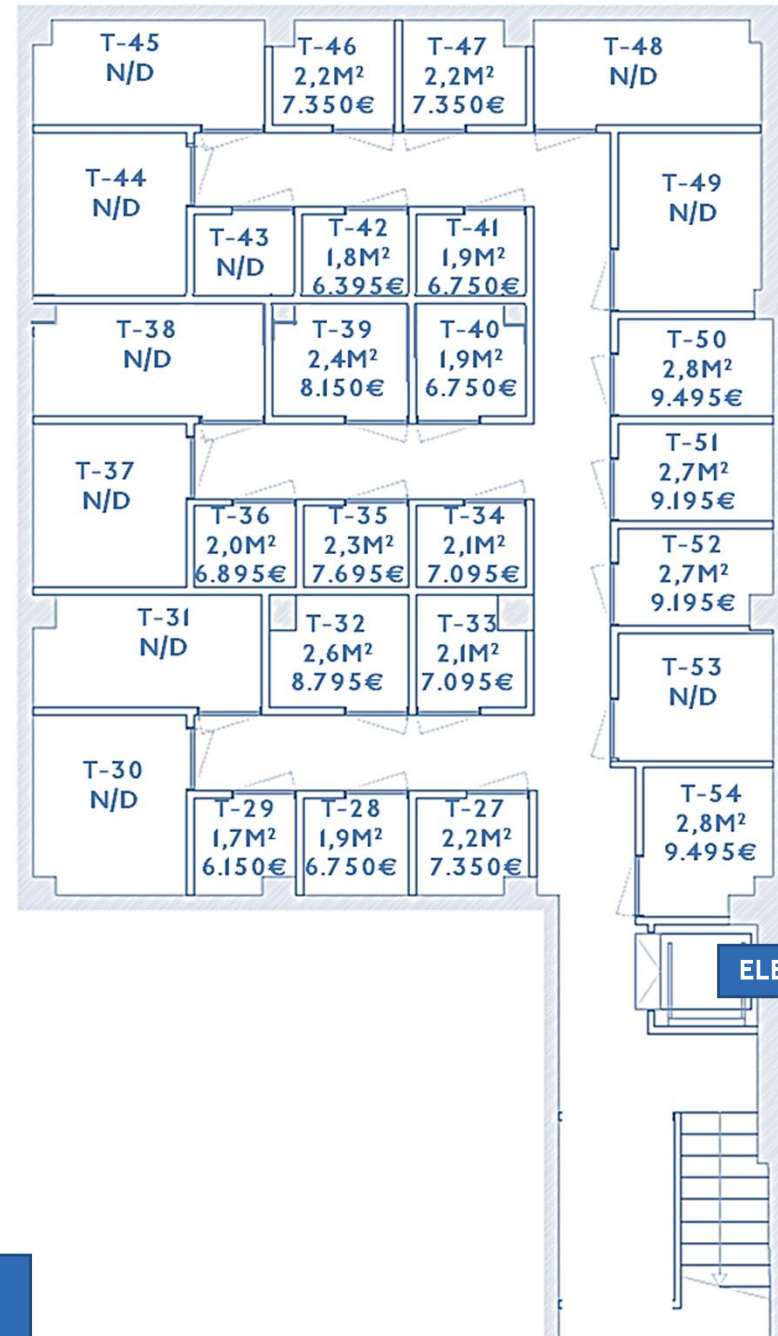 T-45
N/D
T-46
2,2M²
7.350€
T-47
2,2M²
7.350€
T-48
N/D
T-44
N/D
T-49
N/D
T-43
N/D
T-42
1,8M²
6.395€
T-41
1,9M²
6.750€
T-38
N/D
T-39
2,4M²
8.150€
T-40
1,9M²
6.750€
T-50
2,8M²
9.495€
T-37
N/D
T-51
2,7M²
9.195€
T-36
2,0M²
6.895€
T-35
2,3M²
7.695€
T-34
2,1M²
7.095€
T-52
2,7M²
9.195€
T-31
N/D
T-32
2,6M²
8.795€
T-33
2,1M²
7.095€
T-53
N/D
T-30
N/D
T-29
1,7M²
6.150€
T-28
1,9M²
6.750€
T-27
2,2M²
7.350€
T-54
2,8M²
9.495€